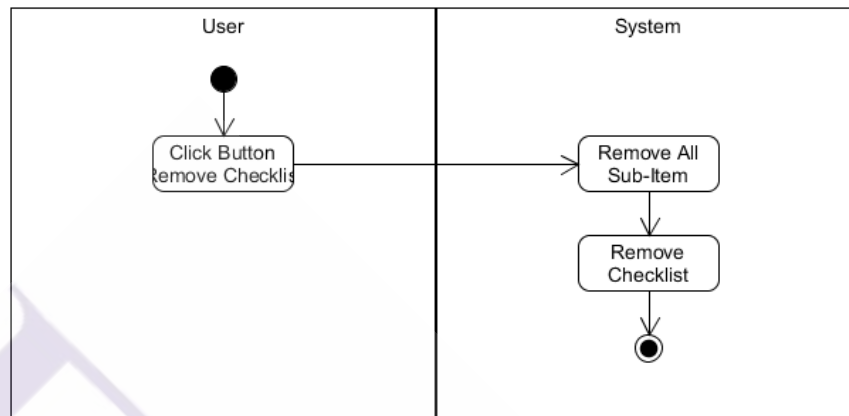 User
System
Click Button
Remove Checklis
Remove All
Sub-Item
Remove
Checklist